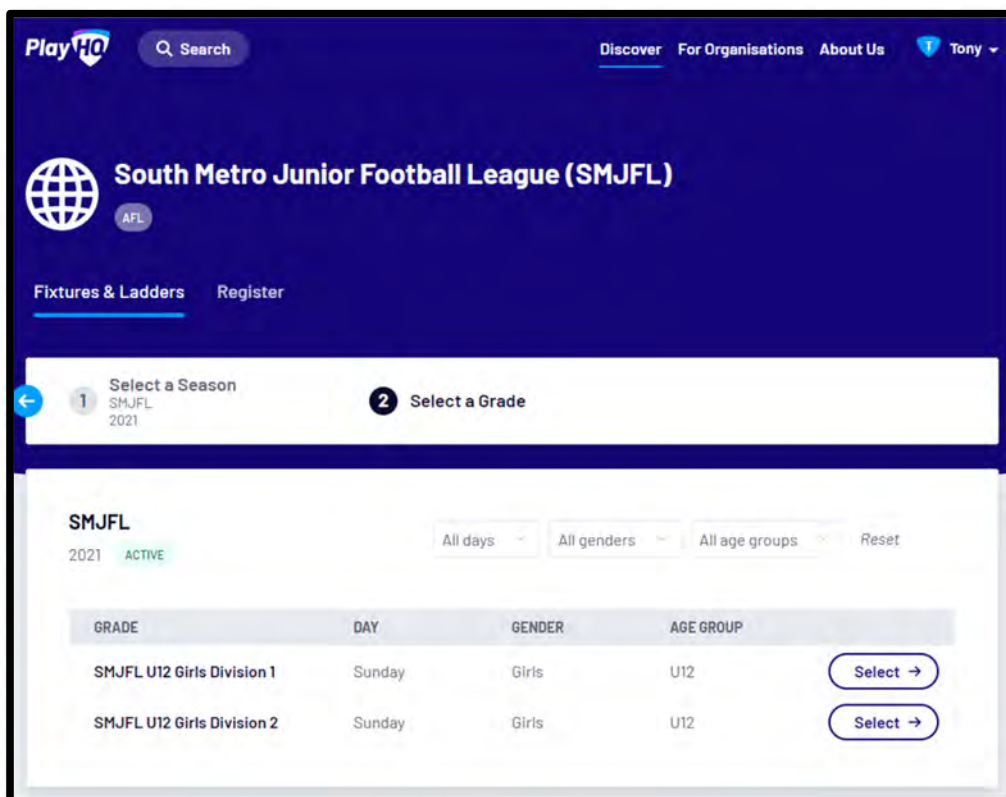 PlayHQ Search Discover For Organisations About Us T Tony
South Metro Junior Football League (SMJFL)
AFL
Fixtures & Ladders Register
1 Select a Season
SMJFL
2021
2 Select a Grade
SMJFL
2021 ACTIVE
All days All genders All age groups Reset
GRADE DAY GENDER AGE GROUP
SMJFL U12 Girls Division 1 Sunday Girls U12 Select →
SMJFL U12 Girls Division 2 Sunday Girls U12 Select →